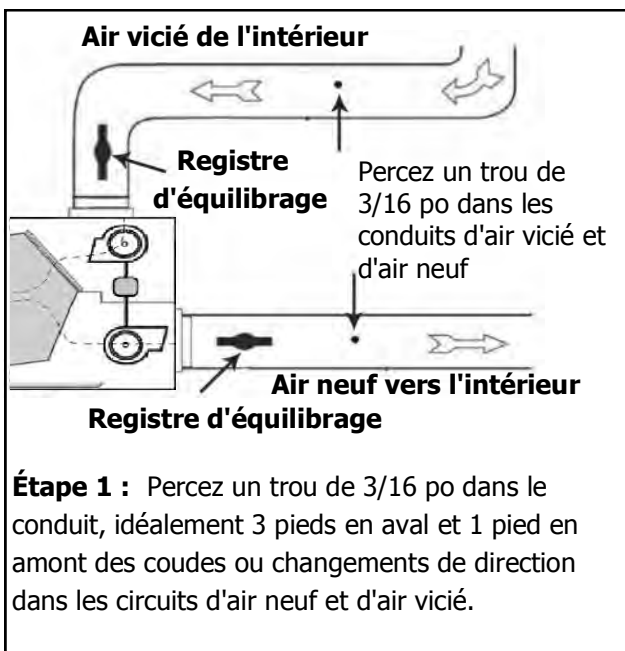 Air vicié de l'intérieur
Registre
d'équilibrage
Percez un trou de
3/16 po dans les
conduits d'air vicié et
d'air neuf
Air neuf vers l'intérieur
Registre d'équilibrage
Étape 1 : Percez un trou de 3/16 po dans le
conduit, idéalement 3 pieds en aval et 1 pied en
amont des coudes ou changements de direction
dans les circuits d'air neuf et d'air vicié.